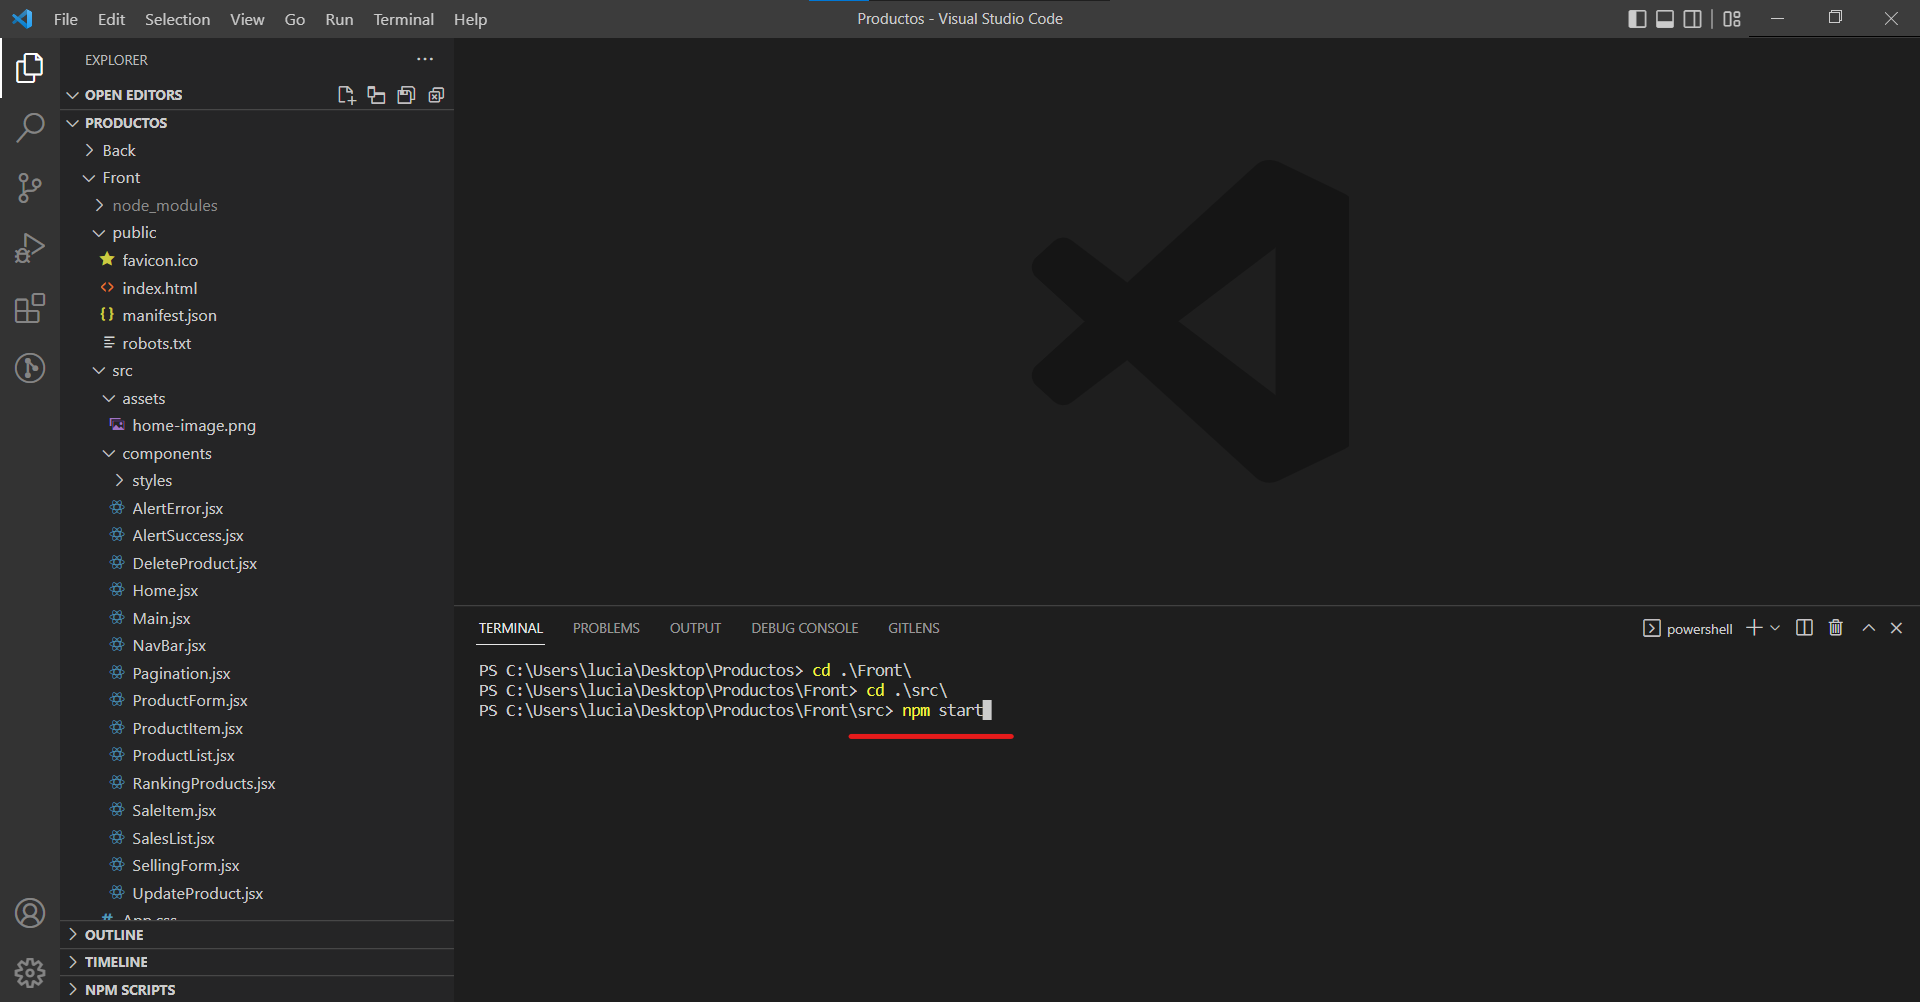 File Edit Selection View Go Run Terminal Help
Productos - Visual Studio Code
EXPLORER
OPEN EDITORS
PRODUCTOS
Back
Front
node_modules
public
favicon.ico
index.html
manifest.json
robots.txt
src
assets
home-image.png
components
styles
AlertError.jsx
AlertSuccess.jsx
DeleteProduct.jsx
Home.jsx
Main.jsx
NavBar.jsx
Pagination.jsx
ProductForm.jsx
ProductItem.jsx
ProductList.jsx
RankingProducts.jsx
SaleItem.jsx
SalesList.jsx
SellingForm.jsx
UpdateProduct.jsx
App.css
OUTLINE
TIMELINE
NPM SCRIPTS
TERMINAL PROBLEMS OUTPUT DEBUG CONSOLE GITLENS
powershell
PS C:\Users\lucia\Desktop\Productos> cd .\Front\
PS C:\Users\lucia\Desktop\Productos\Front> cd .\src\
PS C:\Users\lucia\Desktop\Productos\Front\src> npm start